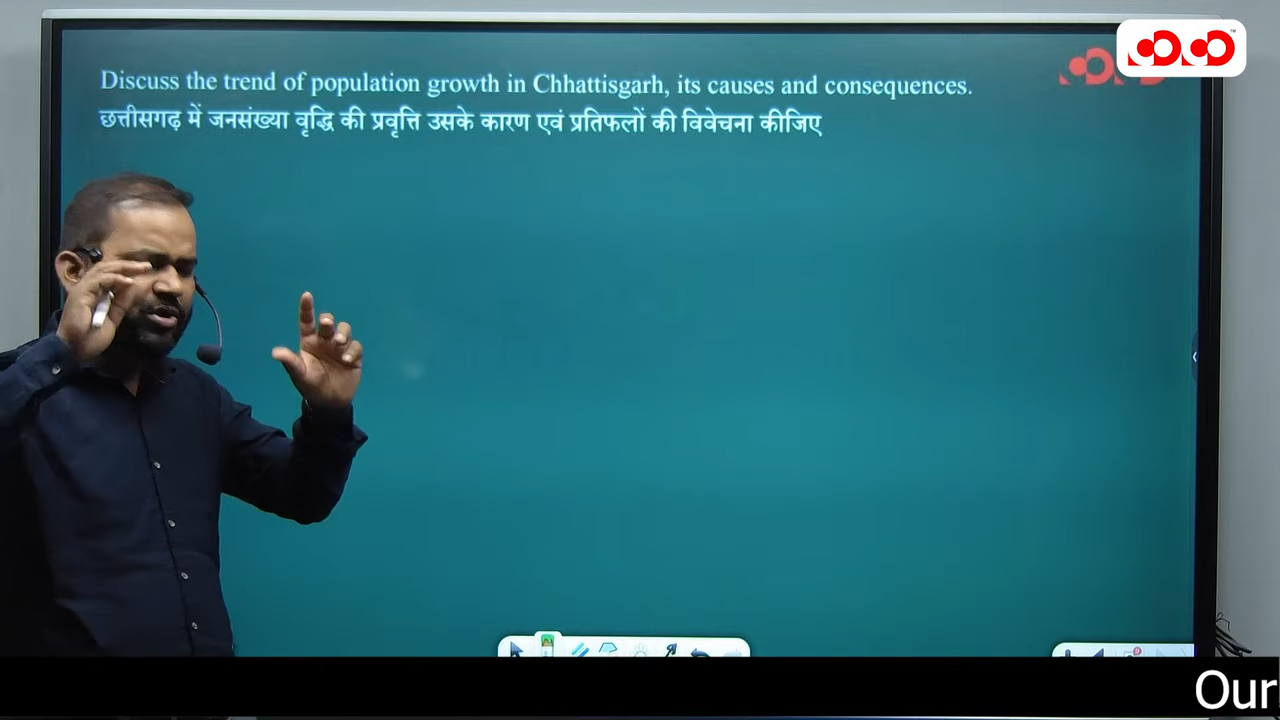 Discuss the trend of population growth in Chhattisgarh, its causes and consequences.
छत्तीसगढ़ में जनसंख्या वृद्धि की प्रवृत्ति उसके कारण एवं प्रतिफलों की विवेचना कीजिए
Our